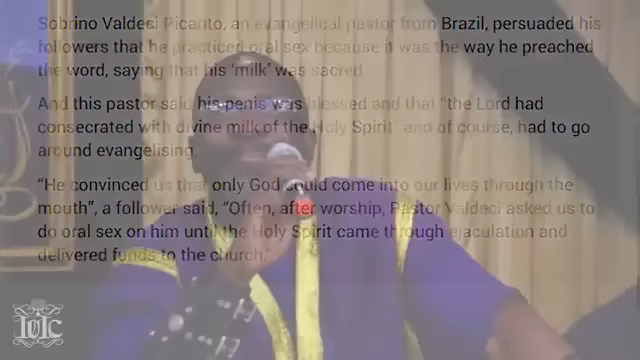 Sobrino Valdeci Picanto, an evangelical pastor from Brazil, persuaded his
followers that he practiced oral sex because it was the way he preached
the word, saying that his ‘milk’ was sacred.
And this pastor said his penis was blessed and that “the Lord had
consecrated with divine milk of the Holy Spirit” and of course, had to go
around evangelising.
“He convinced us that only God could come into our lives through the
mouth”, a follower said, “Often, after worship, Pastor Valdeci asked us to
do oral sex on him until the Holy Spirit came through ejaculation and
delivered funds to the church.”
IUIC